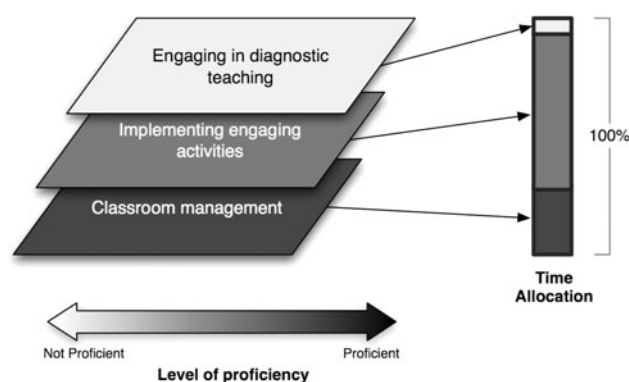 Engaging in diagnostic
teaching
Implementing engaging
activities
Classroom management
100%
Time
Allocation
Not Proficient
Proficient
Level of proficiency